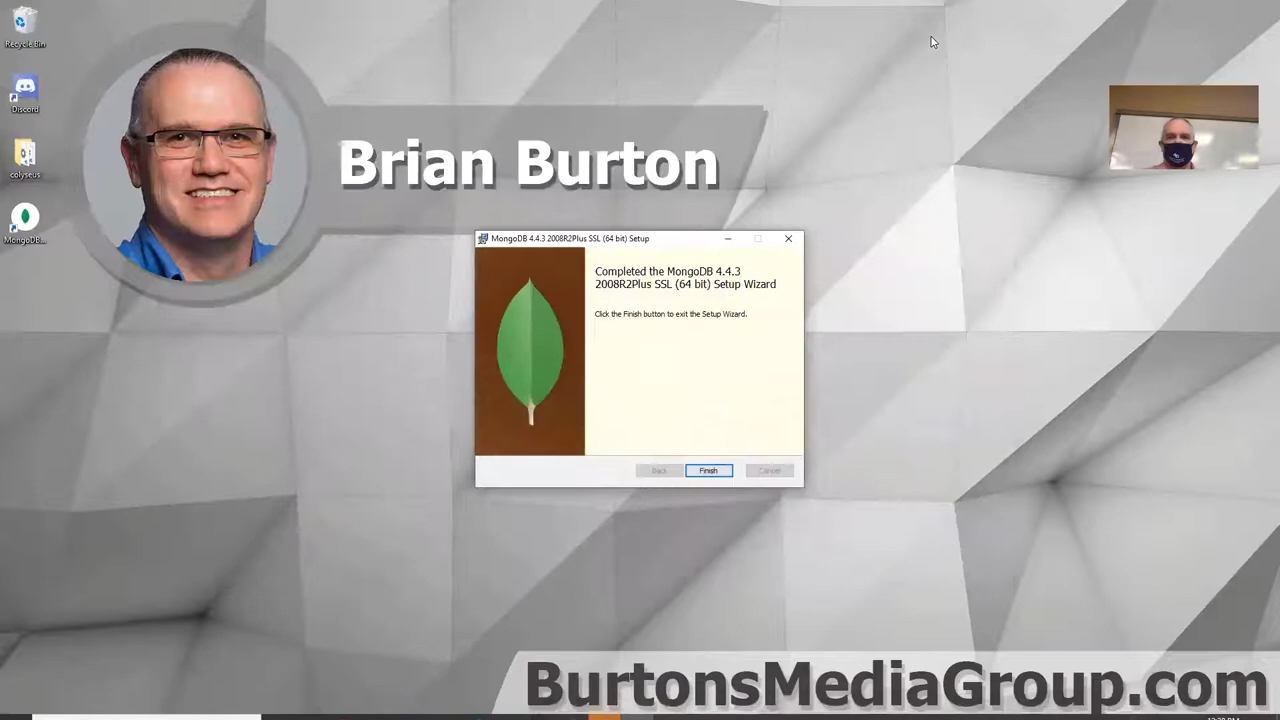 Recycle Bin
Discord
colyseus
MongoDB...
Brian Burton
MongoDB 4.4.3 2008R2Plus SSL (64 bit) Setup
Completed the MongoDB 4.4.3
2008R2Plus SSL (64 bit) Setup Wizard
Click the Finish button to exit the Setup Wizard.
Back
Finish
Cancel
BurtonsMediaGroup.com